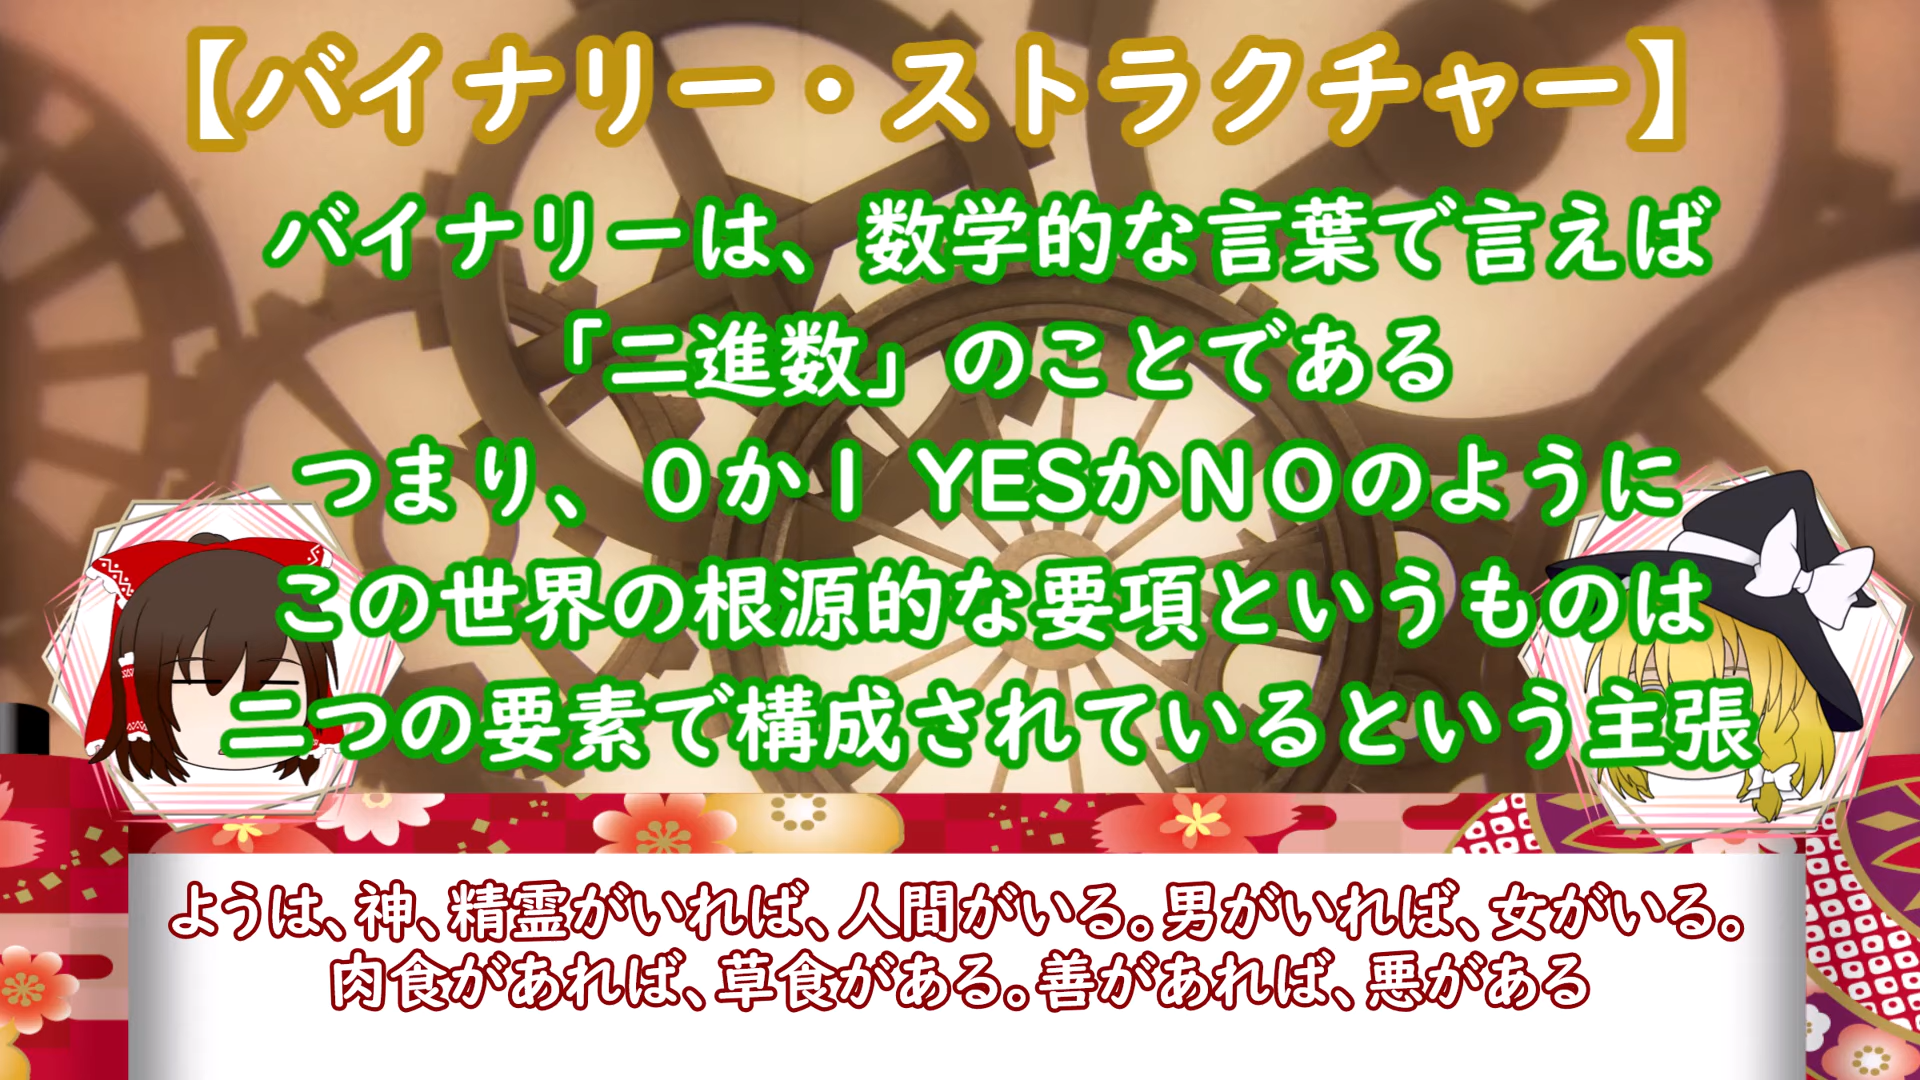 【バイナリー・ストラクチャー】
バイナリーは、数学的な言葉で言えば
「二進数」のことである
つまり、０か１ YESかＮＯのように
この世界の根源的な要項というものは
二つの要素で構成されているという主張
ようは、神、精霊がいれば、人間がいる。男がいれば、女がいる。
肉食があれば、草食がある。善があれば、悪がある